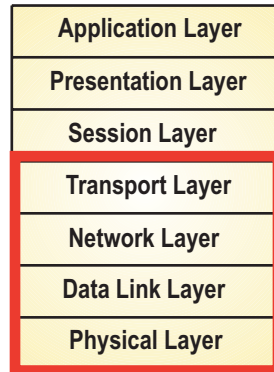 Application Layer
Presentation Layer
Session Layer
Transport Layer
Network Layer
Data Link Layer
Physical Layer